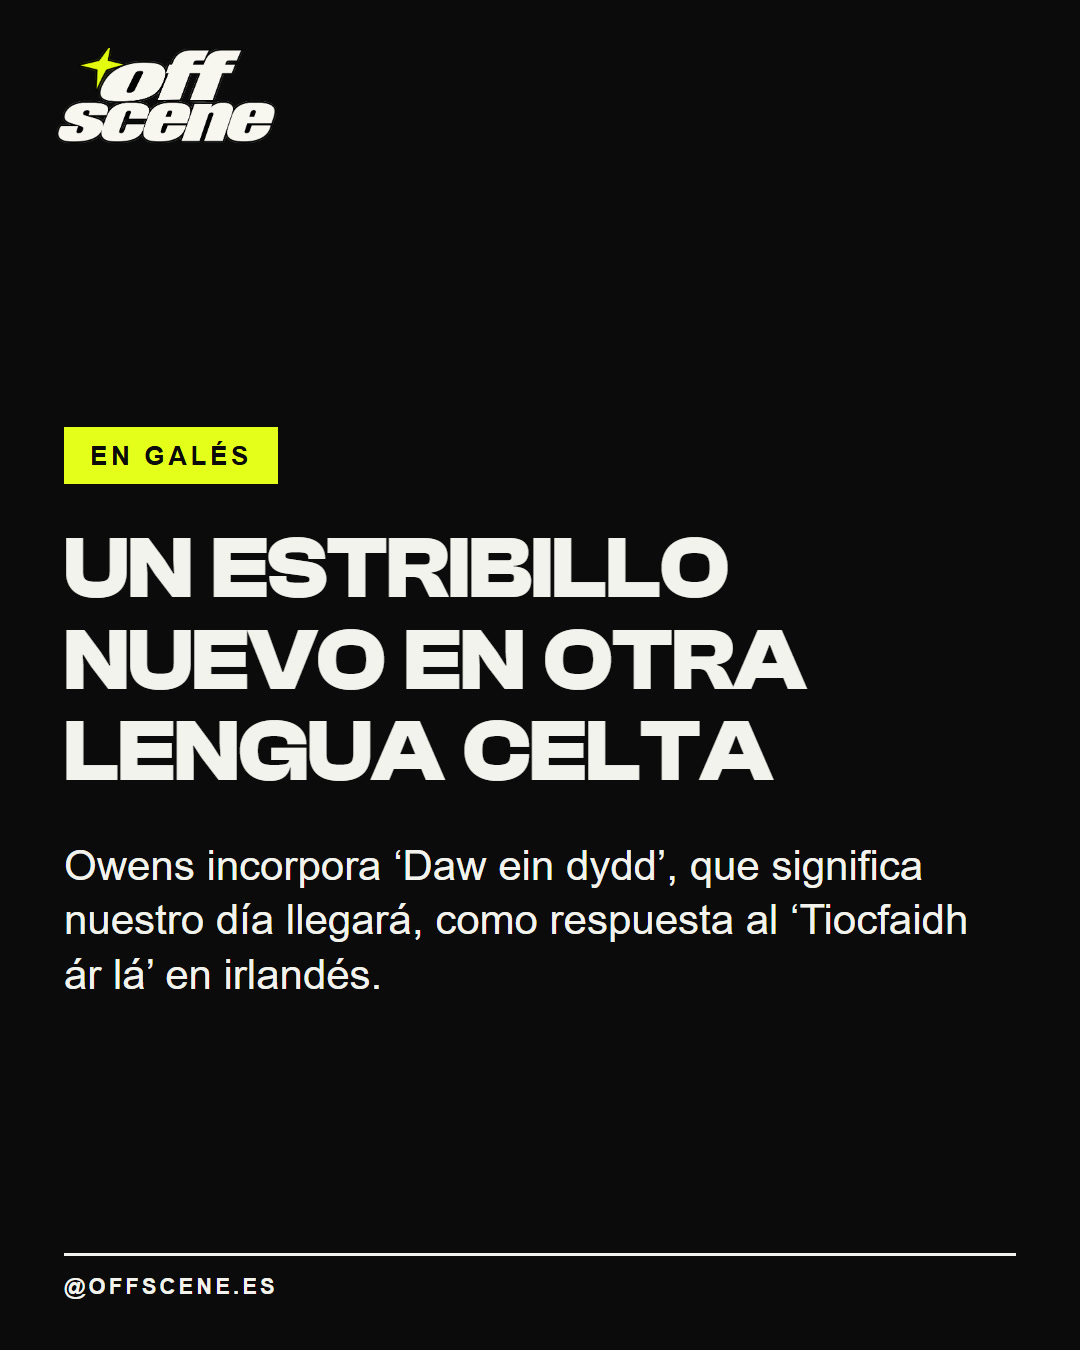 off
scene
EN GALÉS
UN ESTRIBILLO
NUEVO EN OTRA
LENGUA CELTA
Owens incorpora ‘Daw ein dydd’, que significa
nuestro día llegará, como respuesta al ‘Tiocfaidh
ár lá’ en irlandés.
@OFFSCENE.ES